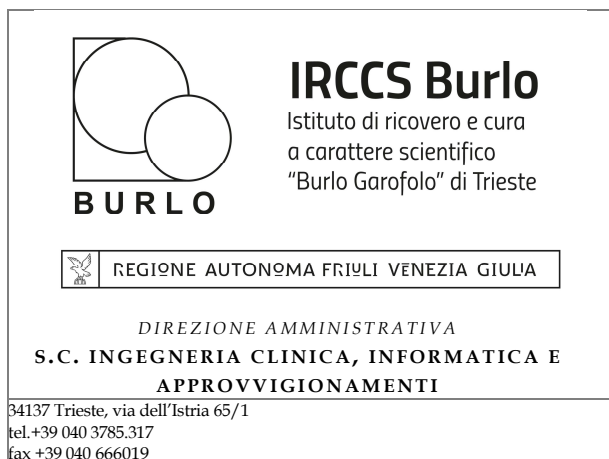 BURLO
IRCCS Burlo
Istituto di ricovero e cura
a carattere scientifico
“Burlo Garofolo” di Trieste
REGIONE AUTONOMA FRIULI VENEZIA GIULIA
DIREZIONE AMMINISTRATIVA
S.C. INGEGNERIA CLINICA, INFORMATICA E
APPROVVIGIONAMENTI
34137 Trieste, via dell’Istria 65/1
tel.+39 040 3785.317
fax +39 040 666019